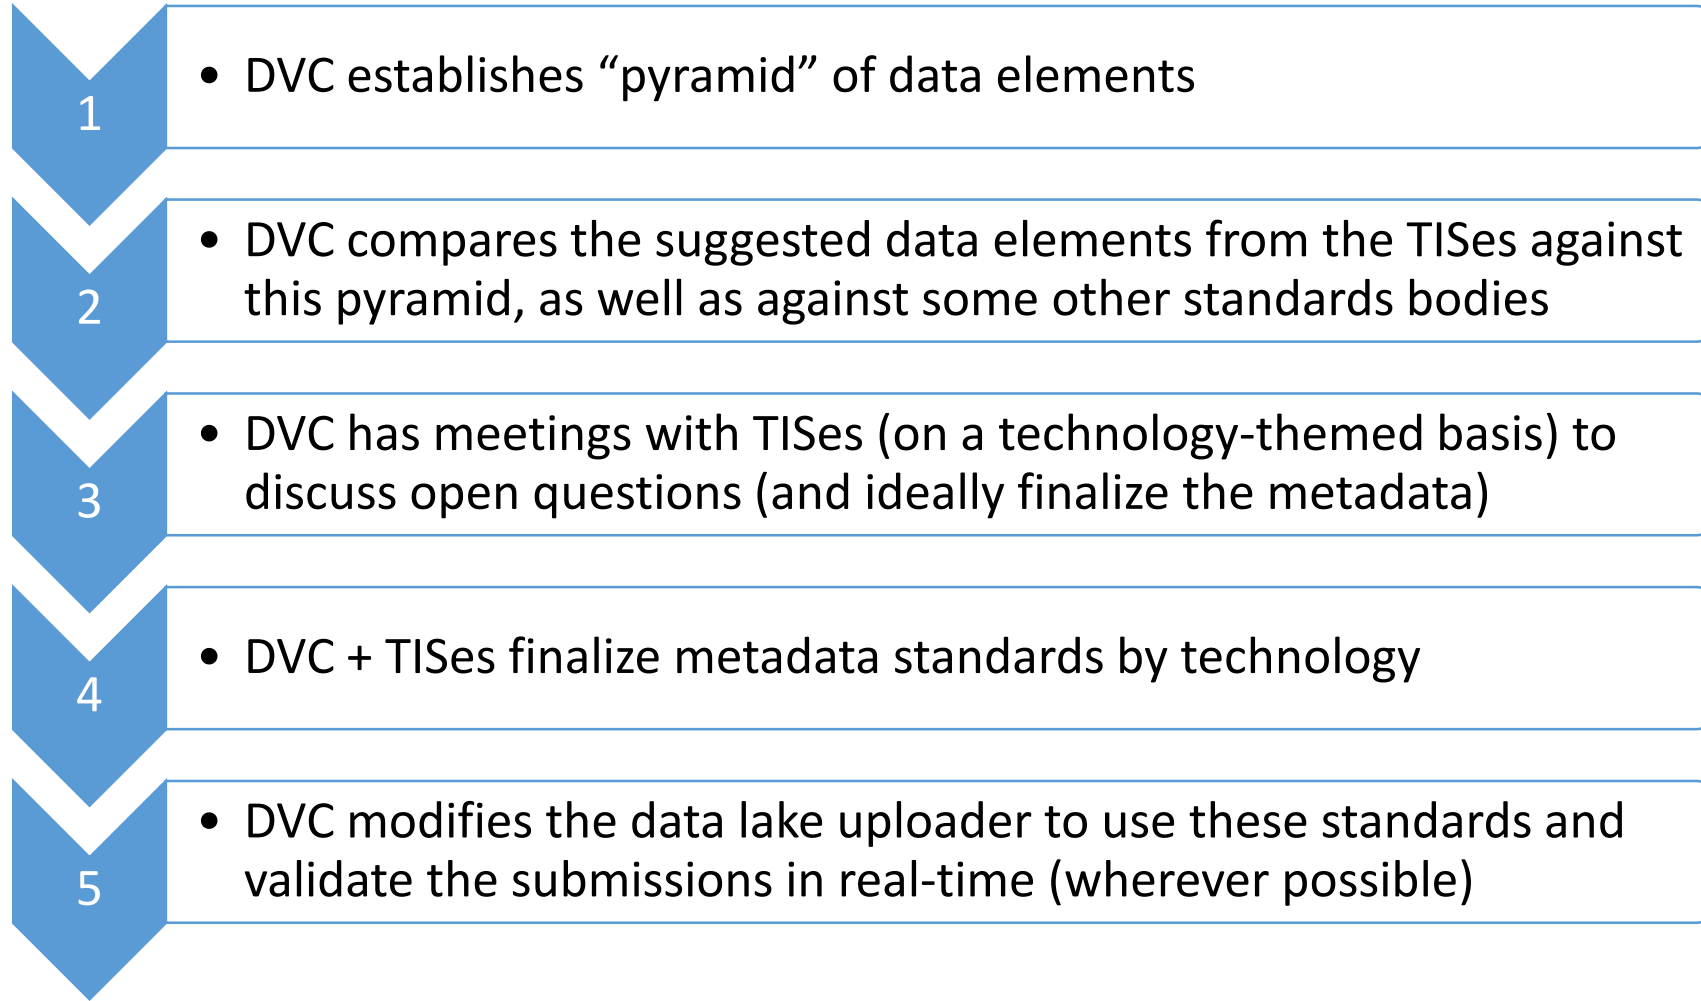 1
• DVC establishes “pyramid” of data elements
2
• DVC compares the suggested data elements from the TISes against
this pyramid, as well as against some other standards bodies
3
• DVC has meetings with TISes (on a technology-themed basis) to
discuss open questions (and ideally finalize the metadata)
4
• DVC + TISes finalize metadata standards by technology
5
• DVC modifies the data lake uploader to use these standards and
validate the submissions in real-time (wherever possible)